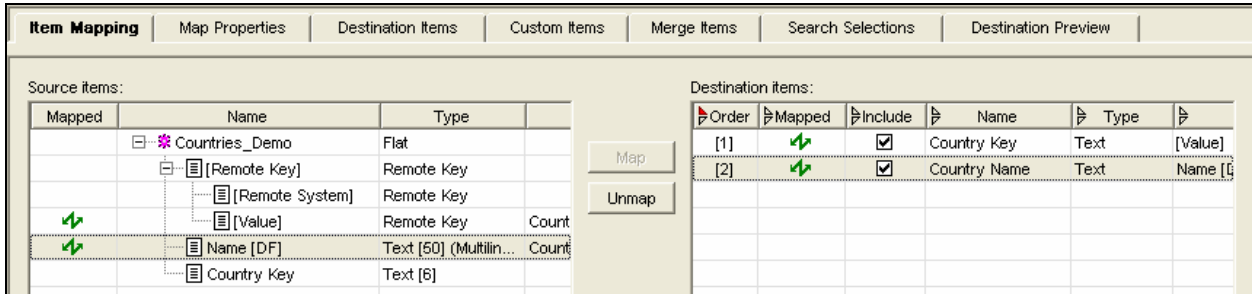 Item Mapping Map Properties Destination Items Custom Items Merge Items Search Selections Destination Preview
Source items:
Mapped Name Type
Countries_Demo Flat
[Remote Key] Remote Key
[Remote System] Remote Key
[Value] Remote Key Count
Name [DF] Text [50] (Multilin... Count
Country Key Text [6]
Map
Unmap
Destination items:
Order Mapped Include Name Type
[1] Country Key Text [Value]
[2] Country Name Text Name [D